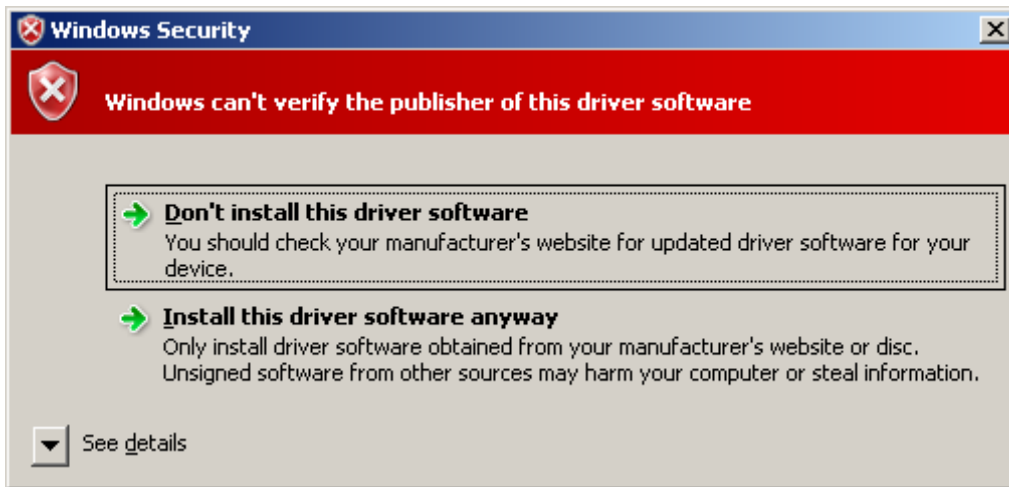 Windows Security
Windows can't verify the publisher of this driver software
Don't install this driver software
You should check your manufacturer's website for updated driver software for your
device.
Install this driver software anyway
Only install driver software obtained from your manufacturer's website or disc.
Unsigned software from other sources may harm your computer or steal information.
See details